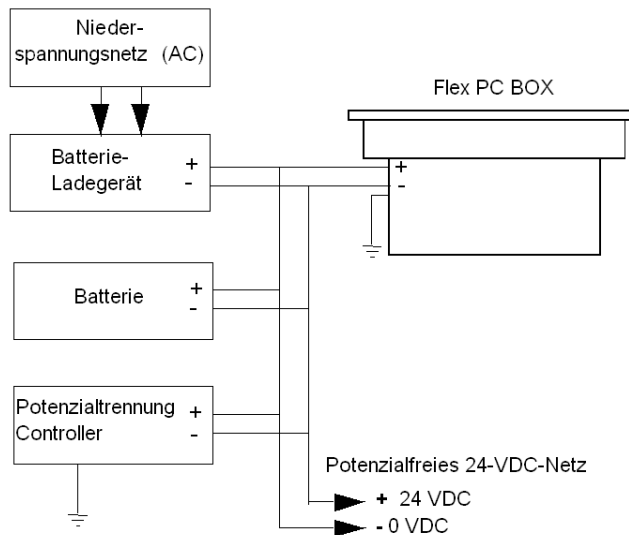 Nieder-
spannungsnetz (AC)
Flex PC BOX
Batterie-
Ladegerät
+
-
+
-
Batterie
+
-
Potenzialtrennung
Controller
+
-
Potenzialfreies 24-VDC-Netz
+ 24 VDC
- 0 VDC